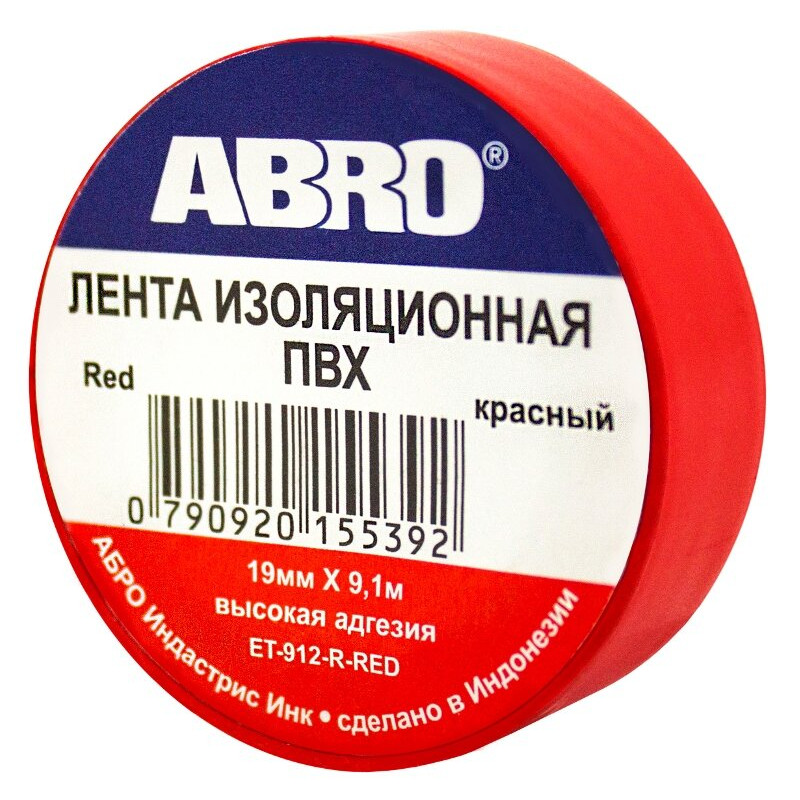 ABRO®
ЛЕНТА ИЗОЛЯЦИОННАЯ
ПВХ
Red
красный
0 790920 155392
19мм X 9,1м
высокая адгезия
ET-912-R-RED
АБРО Индастрис Инк • сделано в Индонезии